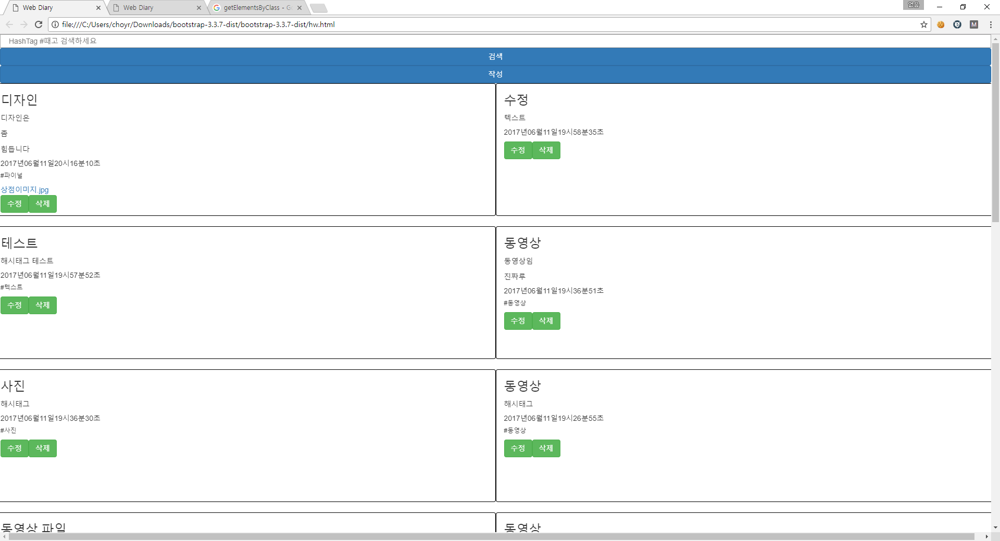 Web Diary
Web Diary
getElementsByClass - Go
없음
file:///C:/Users/choyr/Downloads/bootstrap-3.3.7-dist/bootstrap-3.3.7-dist/hw.html
M
HashTag #때고 검색하세요
검색
작성
디자인
디자인은
좀
힘듭니다
2017년06월11일20시16분10초
#파이널
상점이미지.jpg
수정 삭제
수정
텍스트
2017년06월11일19시58분35초
수정 삭제
테스트
해시태그 테스트
2017년06월11일19시57분52초
#텍스트
수정 삭제
동영상
동영상임
진짜루
2017년06월11일19시36분51초
#동영상
수정 삭제
사진
해시태그
2017년06월11일19시36분30초
#사진
수정 삭제
동영상
해시태그
2017년06월11일19시26분55초
#동영상
수정 삭제
동영상 파일
동영상